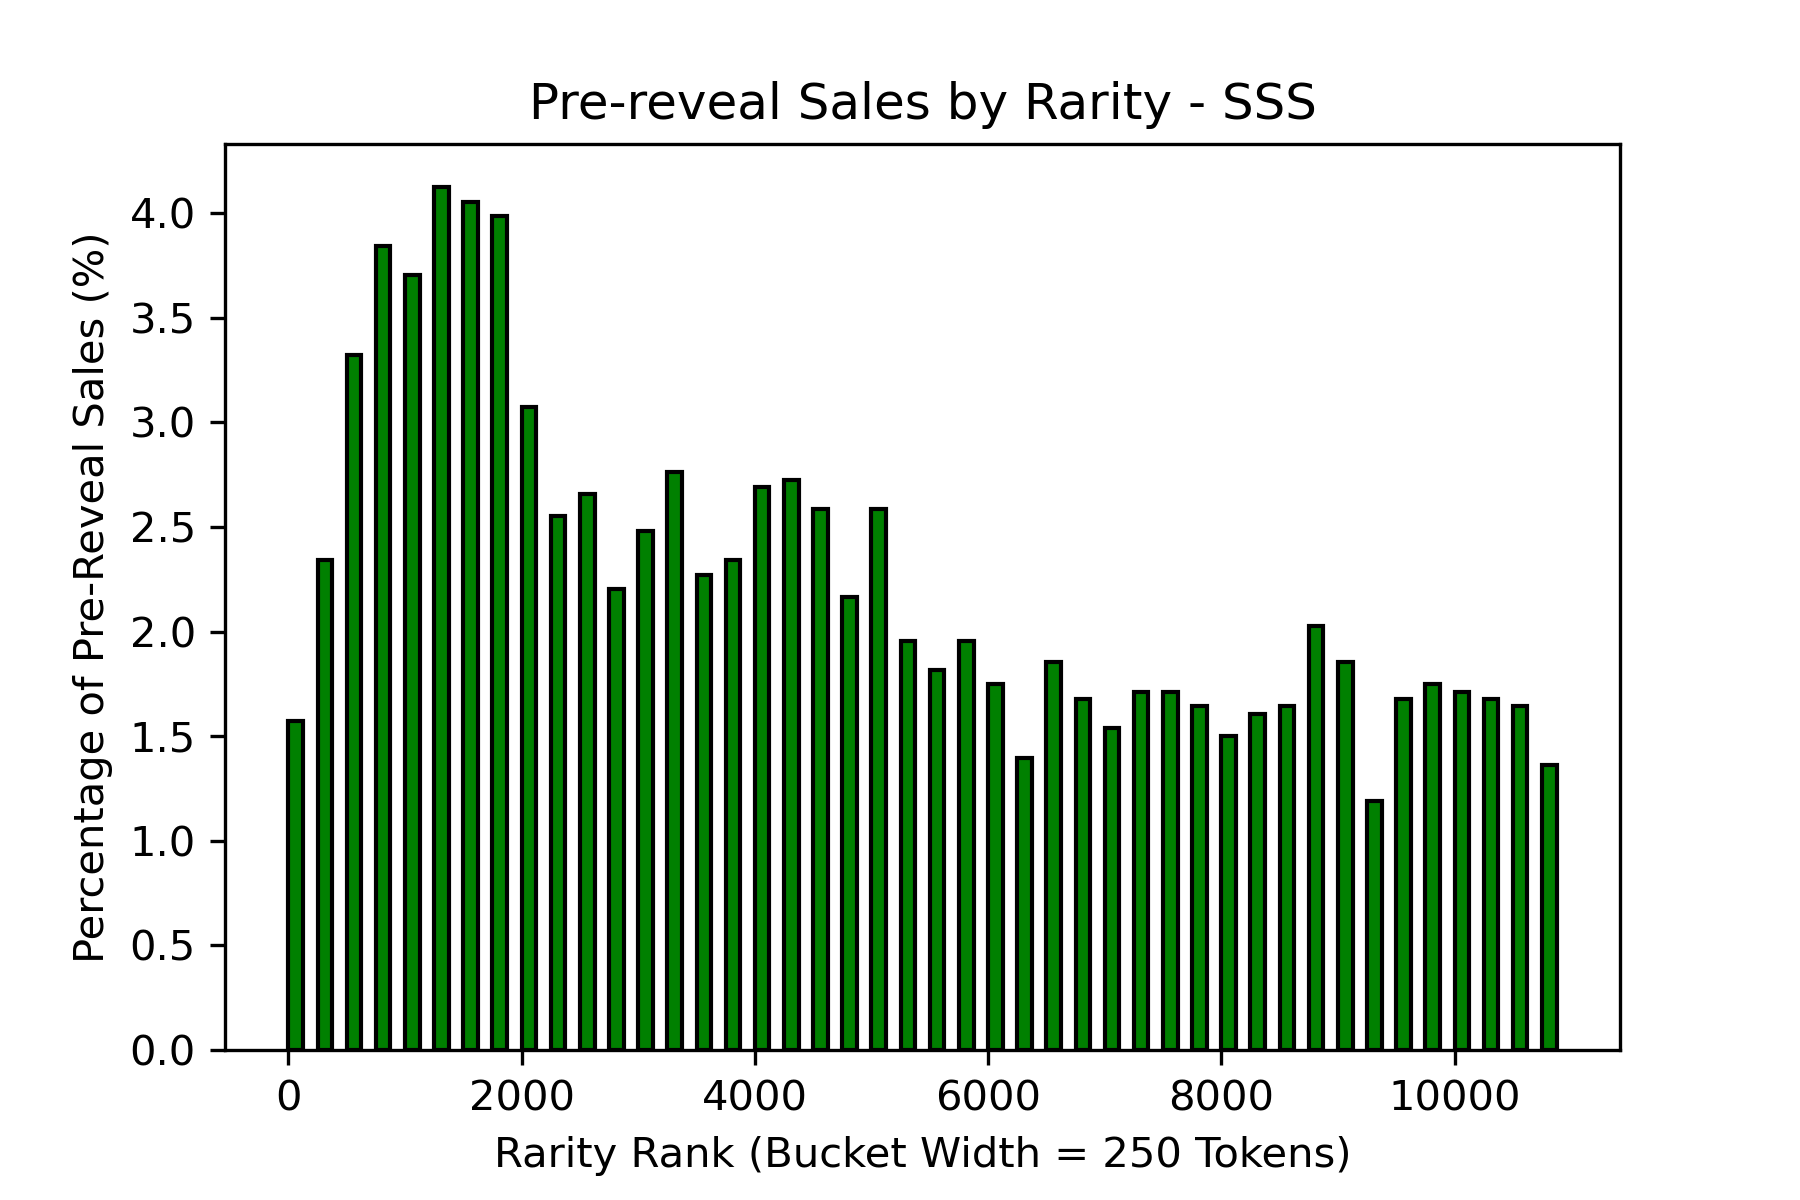 Pre-reveal Sales by Rarity - SSS
Percentage of Pre-Reveal Sales (%)
4.0
3.5
3.0
2.5
2.0
1.5
1.0
0.5
0.0
0 2000 4000 6000 8000 10000
Rarity Rank (Bucket Width = 250 Tokens)